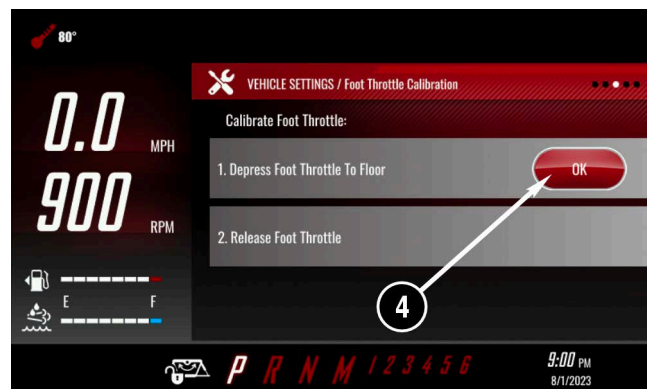 80°
VEHICLE SETTINGS / Foot Throttle Calibration
Calibrate Foot Throttle:
0.0 MPH
1. Depress Foot Throttle To Floor OK
900 RPM
2. Release Foot Throttle
E F
4
P R N M 1 2 3 4 5 6
9:00 PM
8/1/2023